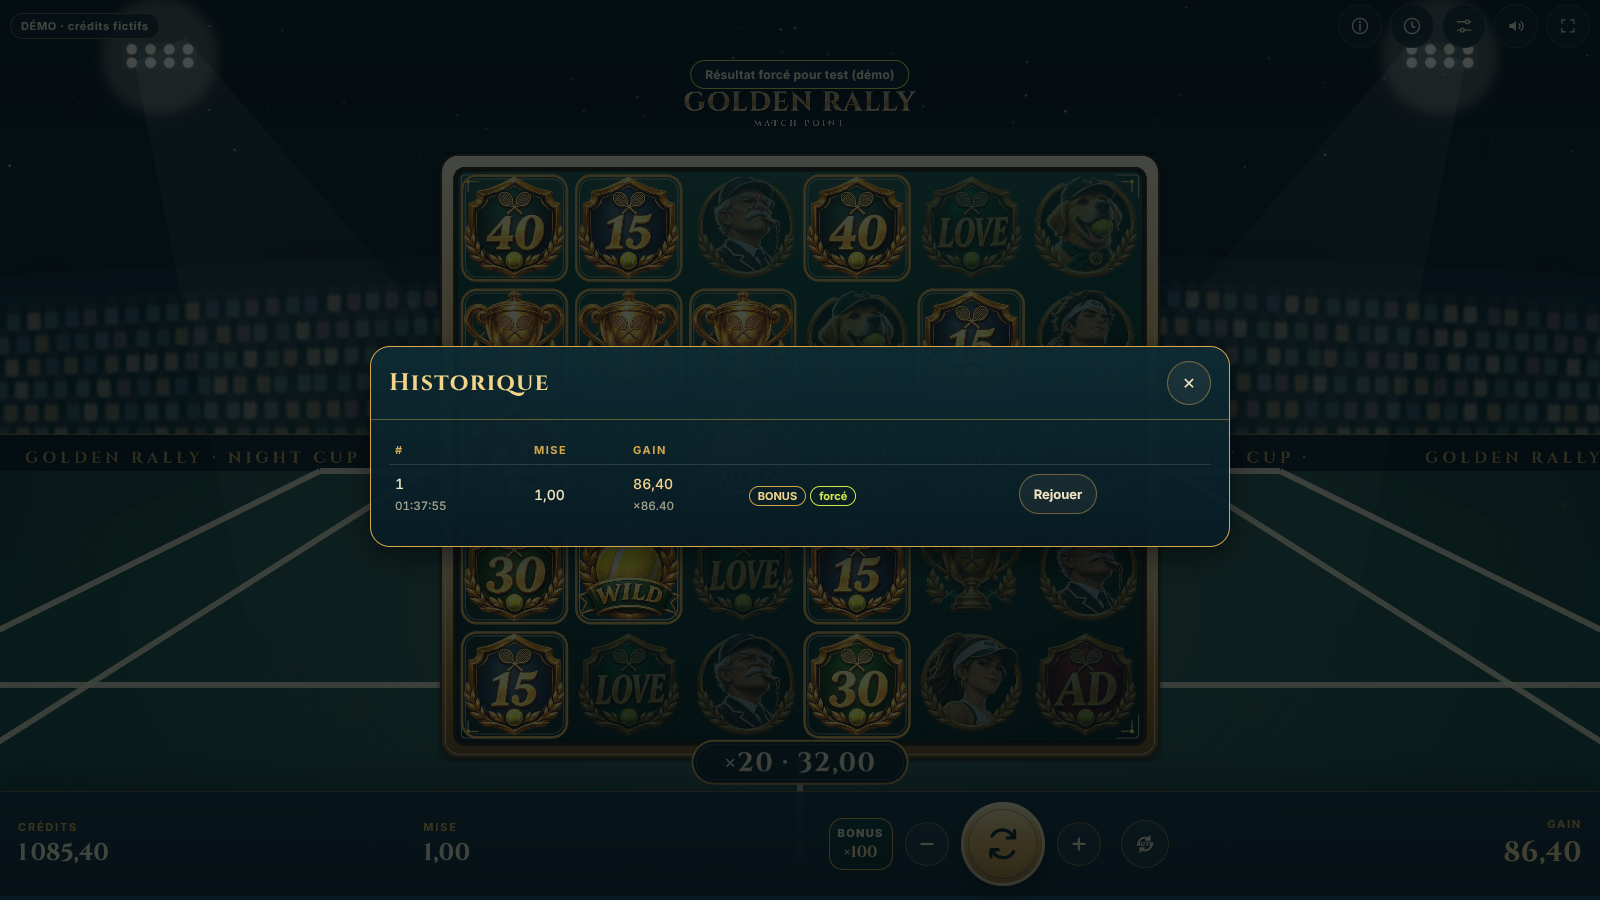 DÉMO · crédits fictifs
Résultat forcé pour test (démo)
GOLDEN RALLY
MATCH POINT
40 15 40 LOVE
15
Historique
GOLDEN RALLY · NIGHT CUP
CUP ·
GOLDEN RALLY
# MISE GAIN
1 1,00 86,40 BONUS forcé Rejouer
01:37:55 ×86.40
30 WILD LOVE 15
15 LOVE 30 AD
×20 · 32,00
CRÉDITS
1 085,40
MISE
1,00
BONUS
×100
GAIN
86,40